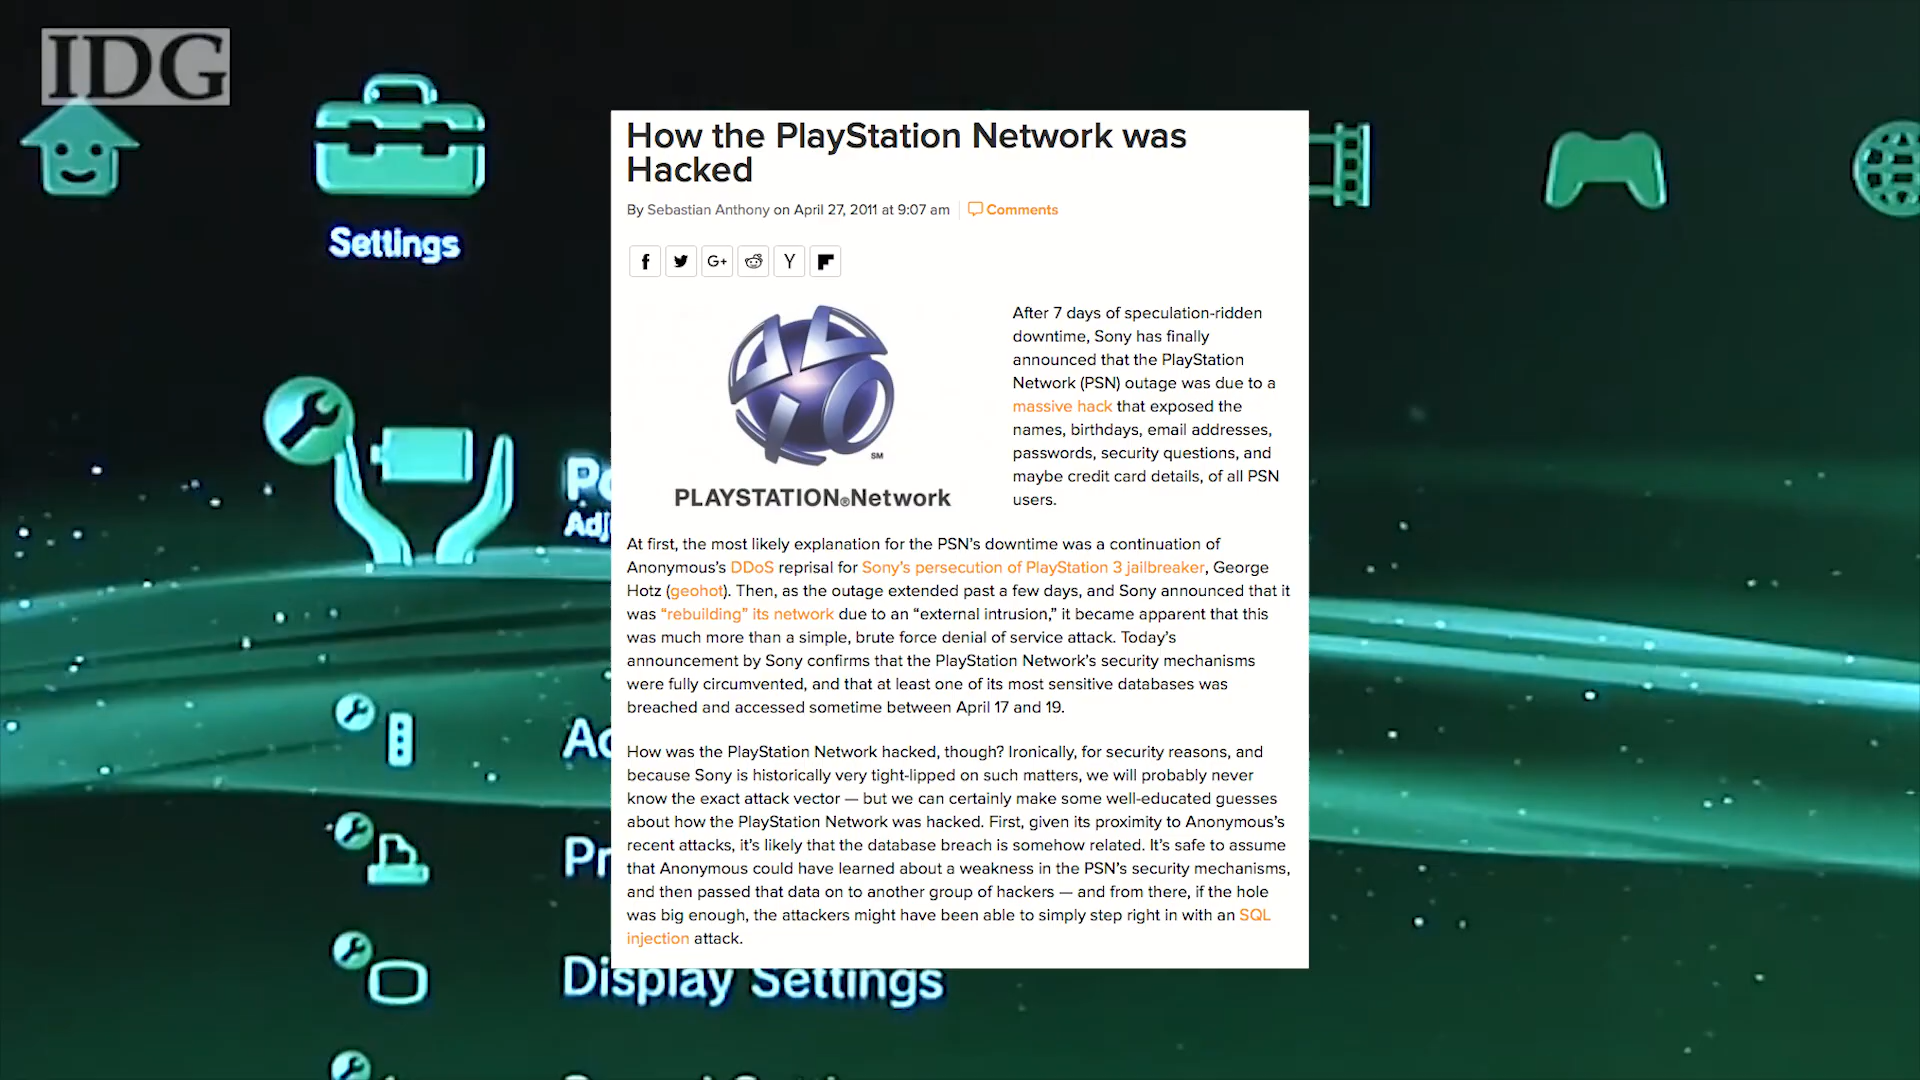 IDG
Settings
How the PlayStation Network was
Hacked
By Sebastian Anthony on April 27, 2011 at 9:07 am
Comments
f G+ Y
After 7 days of speculation-ridden
downtime, Sony has finally
announced that the PlayStation
Network (PSN) outage was due to a
massive hack that exposed the
names, birthdays, email addresses,
passwords, security questions, and
maybe credit card details, of all PSN
users.
SM
PLAYSTATION®Network
At first, the most likely explanation for the PSN's downtime was a continuation of
Anonymous's DDoS reprisal for Sony's persecution of PlayStation 3 jailbreaker, George
Hotz (geohot). Then, as the outage extended past a few days, and Sony announced that it
was "rebuilding" its network due to an “external intrusion,” it became apparent that this
was much more than a simple, brute force denial of service attack. Today’s
announcement by Sony confirms that the PlayStation Network’s security mechanisms
were fully circumvented, and that at least one of its most sensitive databases was
breached and accessed sometime between April 17 and 19.
How was the PlayStation Network hacked, though? Ironically, for security reasons, and
because Sony is historically very tight-lipped on such matters, we will probably never
know the exact attack vector — but we can certainly make some well-educated guesses
about how the PlayStation Network was hacked. First, given its proximity to Anonymous’s
recent attacks, it’s likely that the database breach is somehow related. It’s safe to assume
that Anonymous could have learned about a weakness in the PSN’s security mechanisms,
and then passed that data on to another group of hackers — and from there, if the hole
was big enough, the attackers might have been able to simply step right in with an SQL
injection attack.
Display Settings